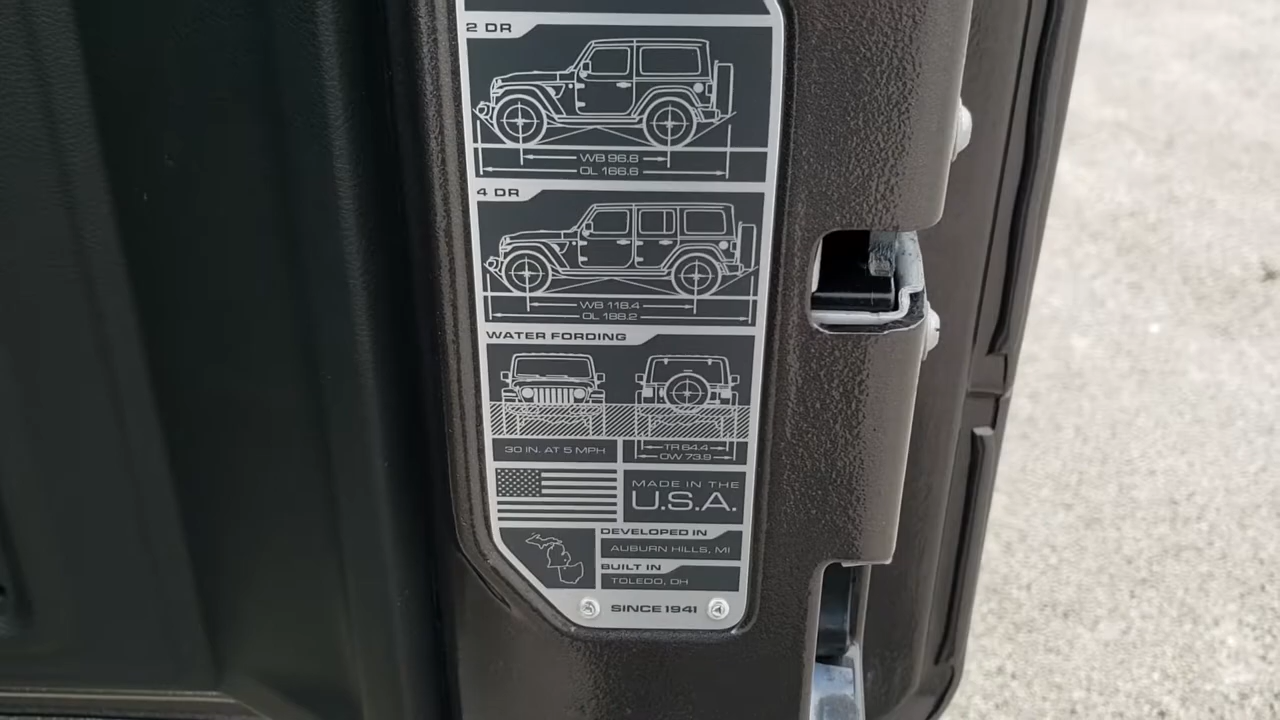 2 DR
WB 96.8
OL 166.6
4 DR
WB 118.4
OL 188.2
WATER FORDING
30 IN. AT 5 MPH
TR 64.4
OW 73.9
MADE IN THE
U.S.A.
DEVELOPED IN
AUBURN HILLS, MI
BUILT IN
TOLEDO, OH
SINCE 1941